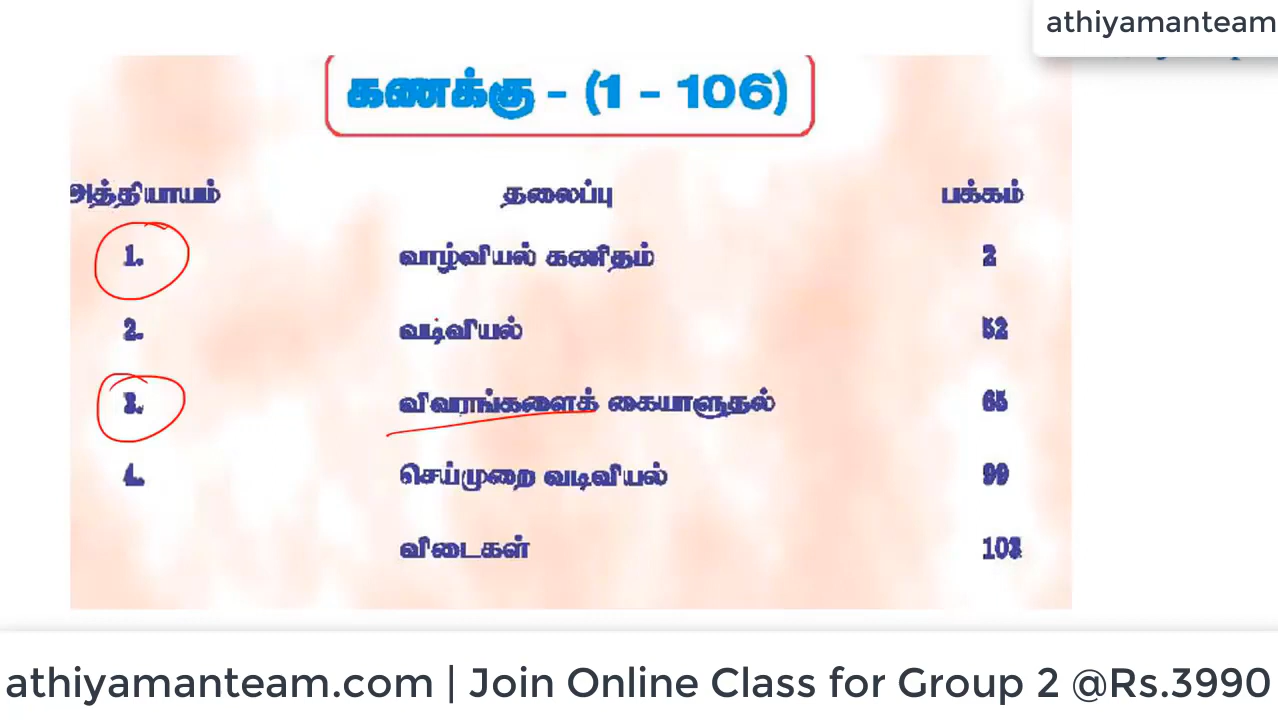 athiyamanteam
கணக்கு - (1 - 106)
அத்தியாயம் தலைப்பு பக்கம்
1. வாழ்வியல் கணிதம் 2
2. வடிவியல் 52
3. விவரங்களைக் கையாளுதல் 65
4. செய்முறை வடிவியல் 99
விடைகள்
athiyamanteam.com | Join Online Class for Group 2 @Rs.3990